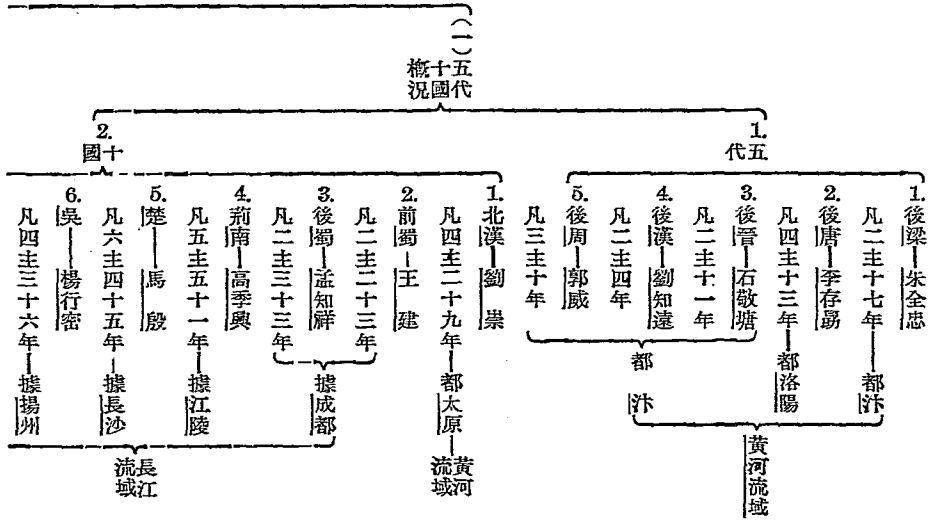 (一)五代十國概況
1.五代
1.後梁—朱全忠
凡二主十七年—都汴
2.後唐—李存勗
凡四主十三年—都洛陽
3.後晉—石敬塘
凡二主十一年
4.後漢—劉知遠
凡二主四年
5.後周—郭威
凡三主十年
都汴
黃河流域
2.十國
1.北漢—劉崇
凡四主二十九年—都太原—黃河流域
2.前蜀—王建
凡二主二十三年
3.後蜀—孟知祥
凡二主三十三年
據成都
4.荊南—高季興
凡五主五十一年—據江陵
5.楚—馬殷
凡六主四十五年—據長沙
6.吳—楊行密
凡四主三十六年—據揚州
長江流域